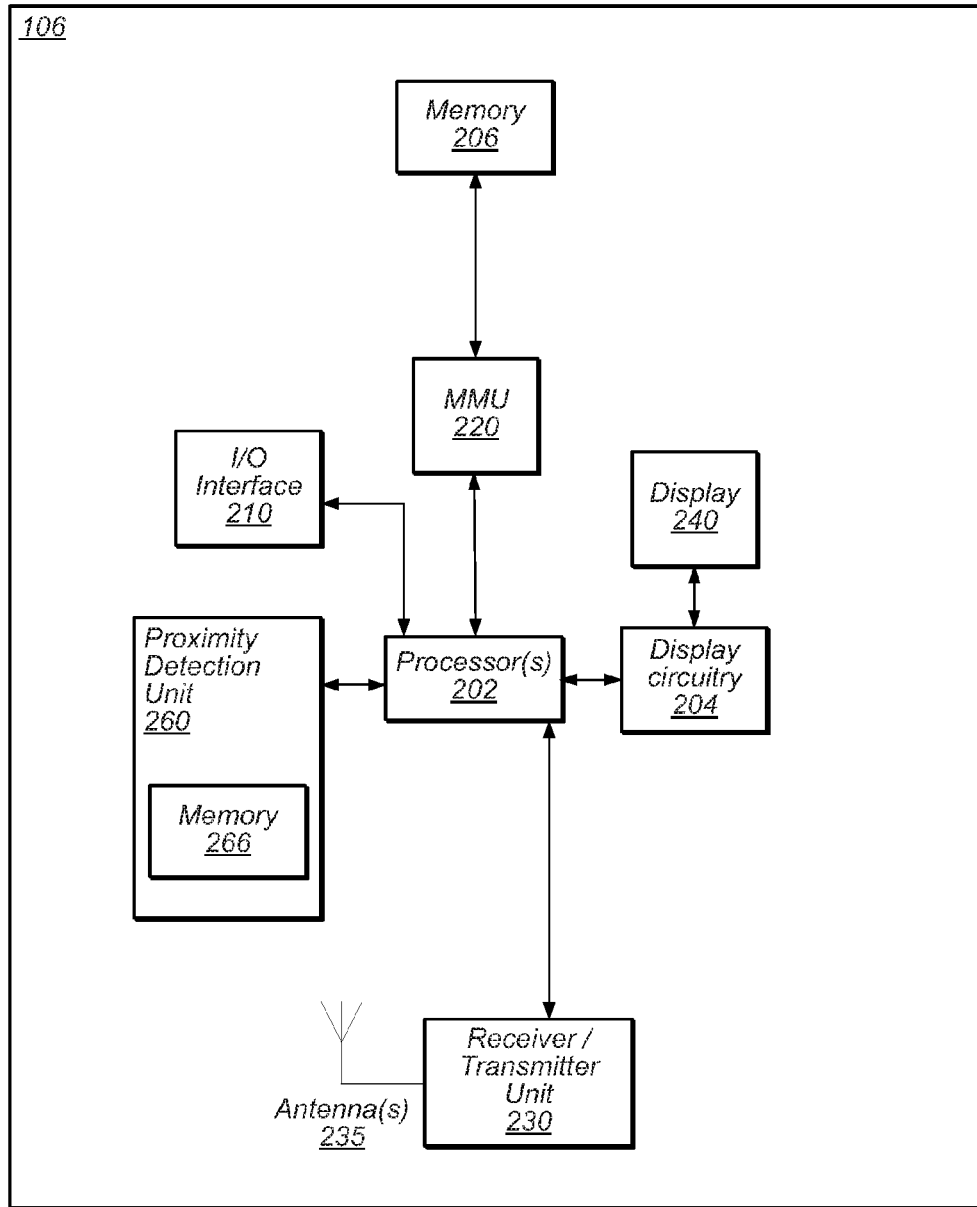 106
Memory
206
MMU
220
I/O
Interface
210
Display
240
Proximity
Detection
Unit
260
Processor(s)
202
Display
circuitry
204
Memory
266
Receiver /
Transmitter
Unit
230
Antenna(s)
235